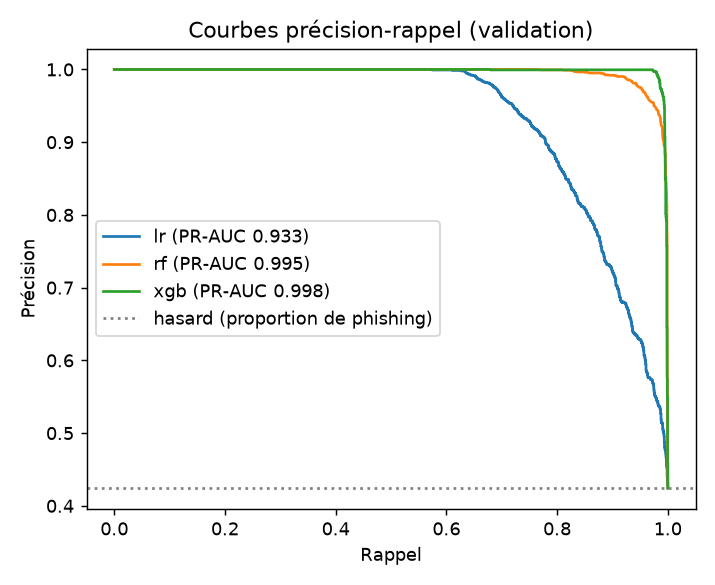 Courbes précision-rappel (validation)
1.0
0.9
0.8
0.7
0.6
0.5
0.4
Précision
lr (PR-AUC 0.933)
rf (PR-AUC 0.995)
xgb (PR-AUC 0.998)
hasard (proportion de phishing)
0.0 0.2 0.4 0.6 0.8 1.0
Rappel